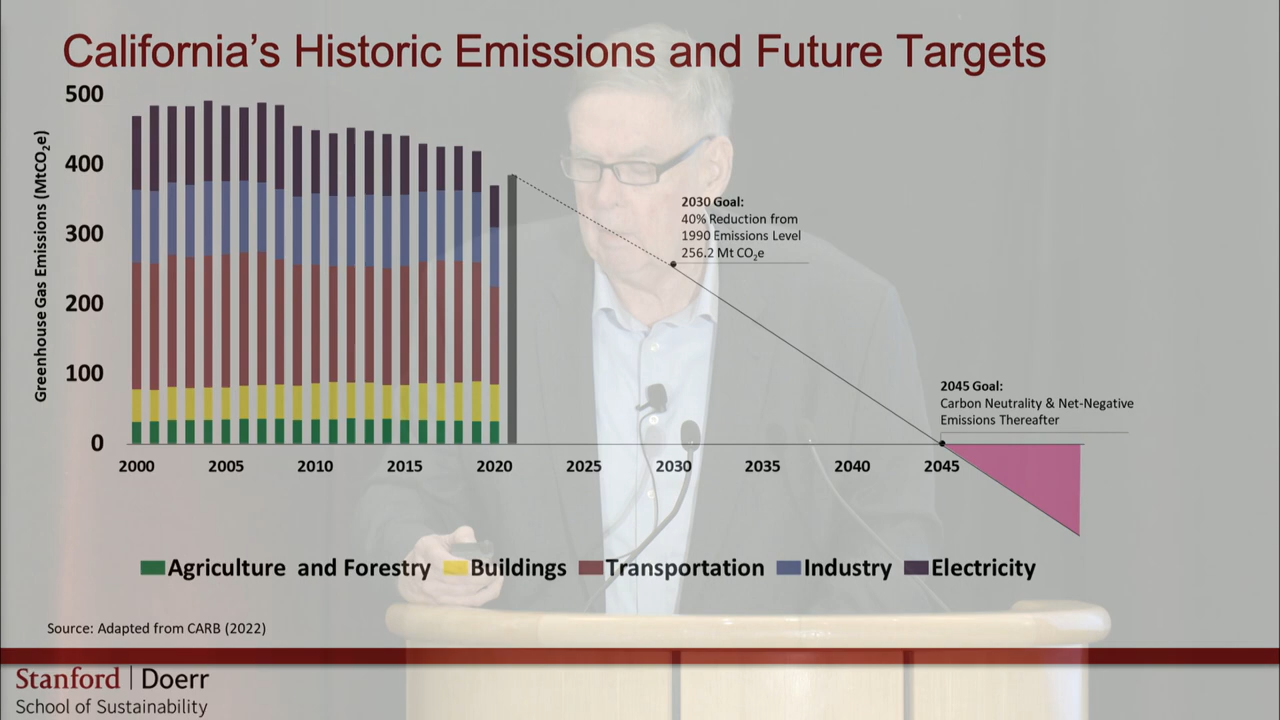 California's Historic Emissions and Future Targets
Greenhouse Gas Emissions (MtCO₂e)
500
400
300
200
100
0
2000 2005 2010 2015 2020 2025 2030 2035 2040 2045
2030 Goal:
40% Reduction from
1990 Emissions Level
256.2 Mt CO₂e
2045 Goal:
Carbon Neutrality & Net-Negative
Emissions Thereafter
Agriculture and Forestry Buildings Transportation Industry Electricity
Source: Adapted from CARB (2022)
Stanford | Doerr
School of Sustainability